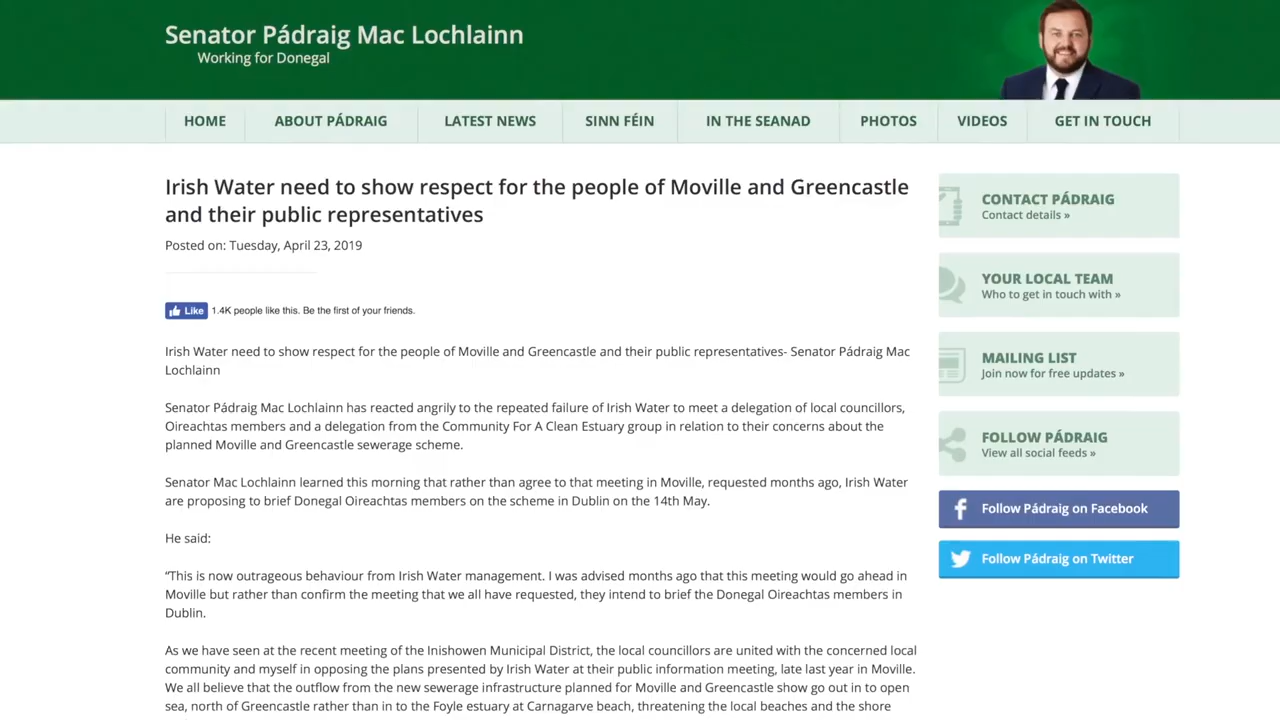 Senator Pádraig Mac Lochlainn
Working for Donegal
HOME ABOUT PÁDRAIG LATEST NEWS SINN FÉIN IN THE SEANAD PHOTOS VIDEOS GET IN TOUCH
Irish Water need to show respect for the people of Moville and Greencastle
and their public representatives
Posted on: Tuesday, April 23, 2019
Like 1.4K people like this. Be the first of your friends.
Irish Water need to show respect for the people of Moville and Greencastle and their public representatives- Senator Pádraig Mac
Lochlainn
Senator Pádraig Mac Lochlainn has reacted angrily to the repeated failure of Irish Water to meet a delegation of local councillors,
Oireachtas members and a delegation from the Community For A Clean Estuary group in relation to their concerns about the
planned Moville and Greencastle sewerage scheme.
Senator Mac Lochlainn learned this morning that rather than agree to that meeting in Moville, requested months ago, Irish Water
are proposing to brief Donegal Oireachtas members on the scheme in Dublin on the 14th May.
He said:
“This is now outrageous behaviour from Irish Water management. I was advised months ago that this meeting would go ahead in
Moville but rather than confirm the meeting that we all have requested, they intend to brief the Donegal Oireachtas members in
Dublin.
As we have seen at the recent meeting of the Inishowen Municipal District, the local councillors are united with the concerned local
community and myself in opposing the plans presented by Irish Water at their public information meeting, late last year in Moville.
We all believe that the outflow from the new sewerage infrastructure planned for Moville and Greencastle show go out in to open
sea, north of Greencastle rather than in to the Foyle estuary at Carnagarve beach, threatening the local beaches and the shore
CONTACT PÁDRAIG
Contact details »
YOUR LOCAL TEAM
Who to get in touch with »
MAILING LIST
Join now for free updates »
FOLLOW PÁDRAIG
View all social feeds »
Follow Pádraig on Facebook
Follow Pádraig on Twitter